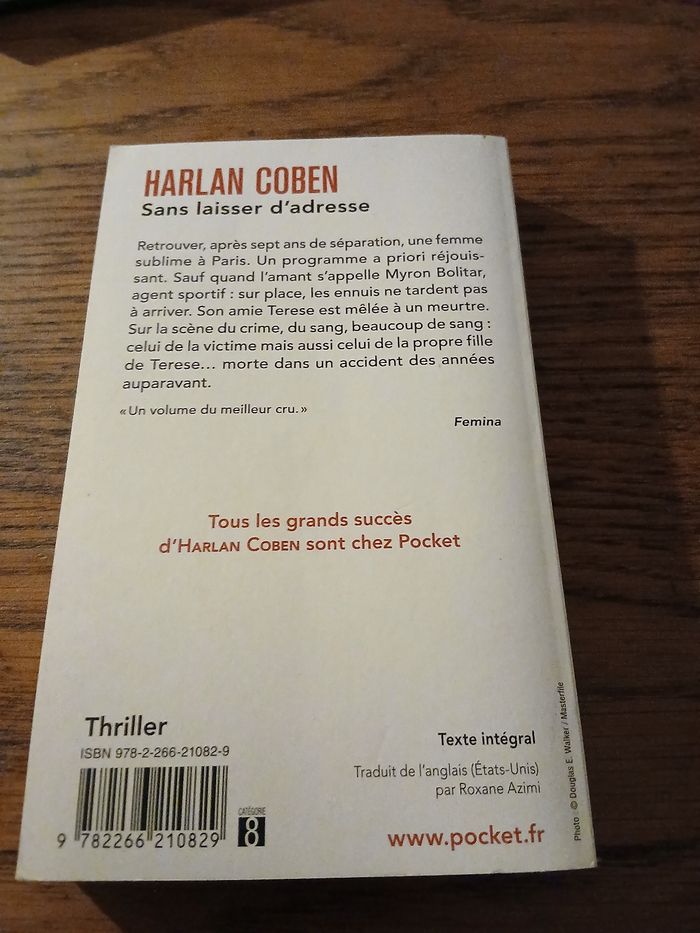 HARLAN COBEN
Sans laisser d'adresse
Retrouver, après sept ans de séparation, une femme
sublime à Paris. Un programme a priori réjouis-
sant. Sauf quand l'amant s'appelle Myron Bolitar,
agent sportif : sur place, les ennuis ne tardent pas
à arriver. Son amie Terese est mêlée à un meurtre.
Sur la scène du crime, du sang, beaucoup de sang :
celui de la victime mais aussi celui de la propre fille
de Terese... morte dans un accident des années
auparavant.
« Un volume du meilleur cru. »
Femina
Tous les grands succès
d'HARLAN COBEN sont chez Pocket
Thriller
ISBN 978-2-266-21082-9
9 782266 210829
CATÉGORIE
8
Texte intégral
Traduit de l'anglais (États-Unis)
par Roxane Azimi
www.pocket.fr
Photo : © Douglas E. Walker / Masterfile